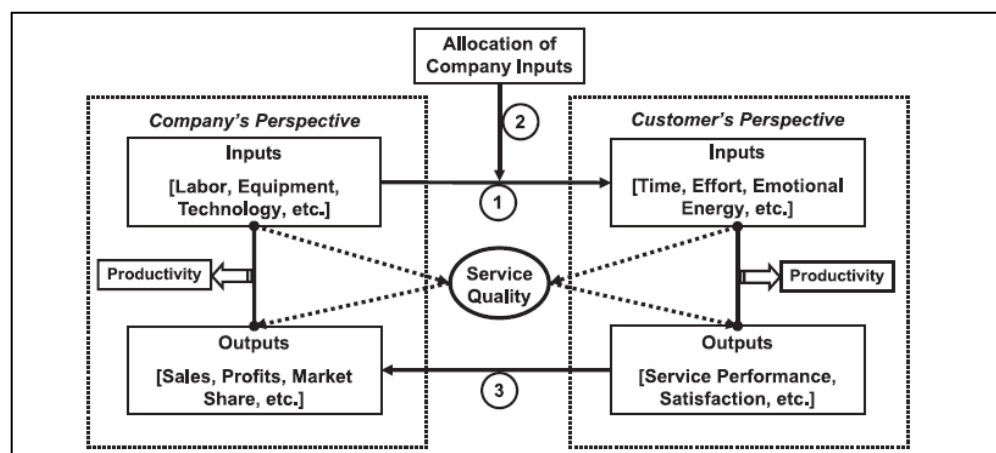 Allocation of
Company Inputs
2
Company's Perspective
Inputs
[Labor, Equipment,
Technology, etc.]
1
Customer's Perspective
Inputs
[Time, Effort, Emotional
Energy, etc.]
Productivity
Service
Quality
Productivity
Outputs
[Sales, Profits, Market
Share, etc.]
3
Outputs
[Service Performance,
Satisfaction, etc.]